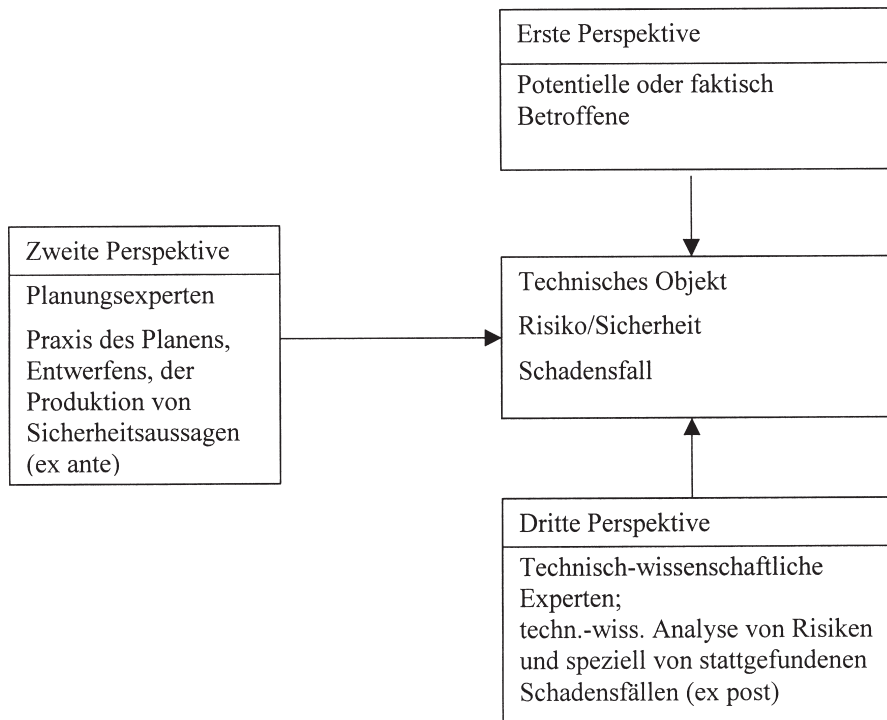 Erste Perspektive
Potentielle oder faktisch
Betroffene
Zweite Perspektive
Planungsexperten
Praxis des Planens,
Entwerfens, der
Produktion von
Sicherheitsaussagen
(ex ante)
Technisches Objekt
Risiko/Sicherheit
Schadensfall
Dritte Perspektive
Technisch-wissenschaftliche
Experten;
techn.-wiss. Analyse von Risiken
und speziell von stattgefundenen
Schadensfällen (ex post)